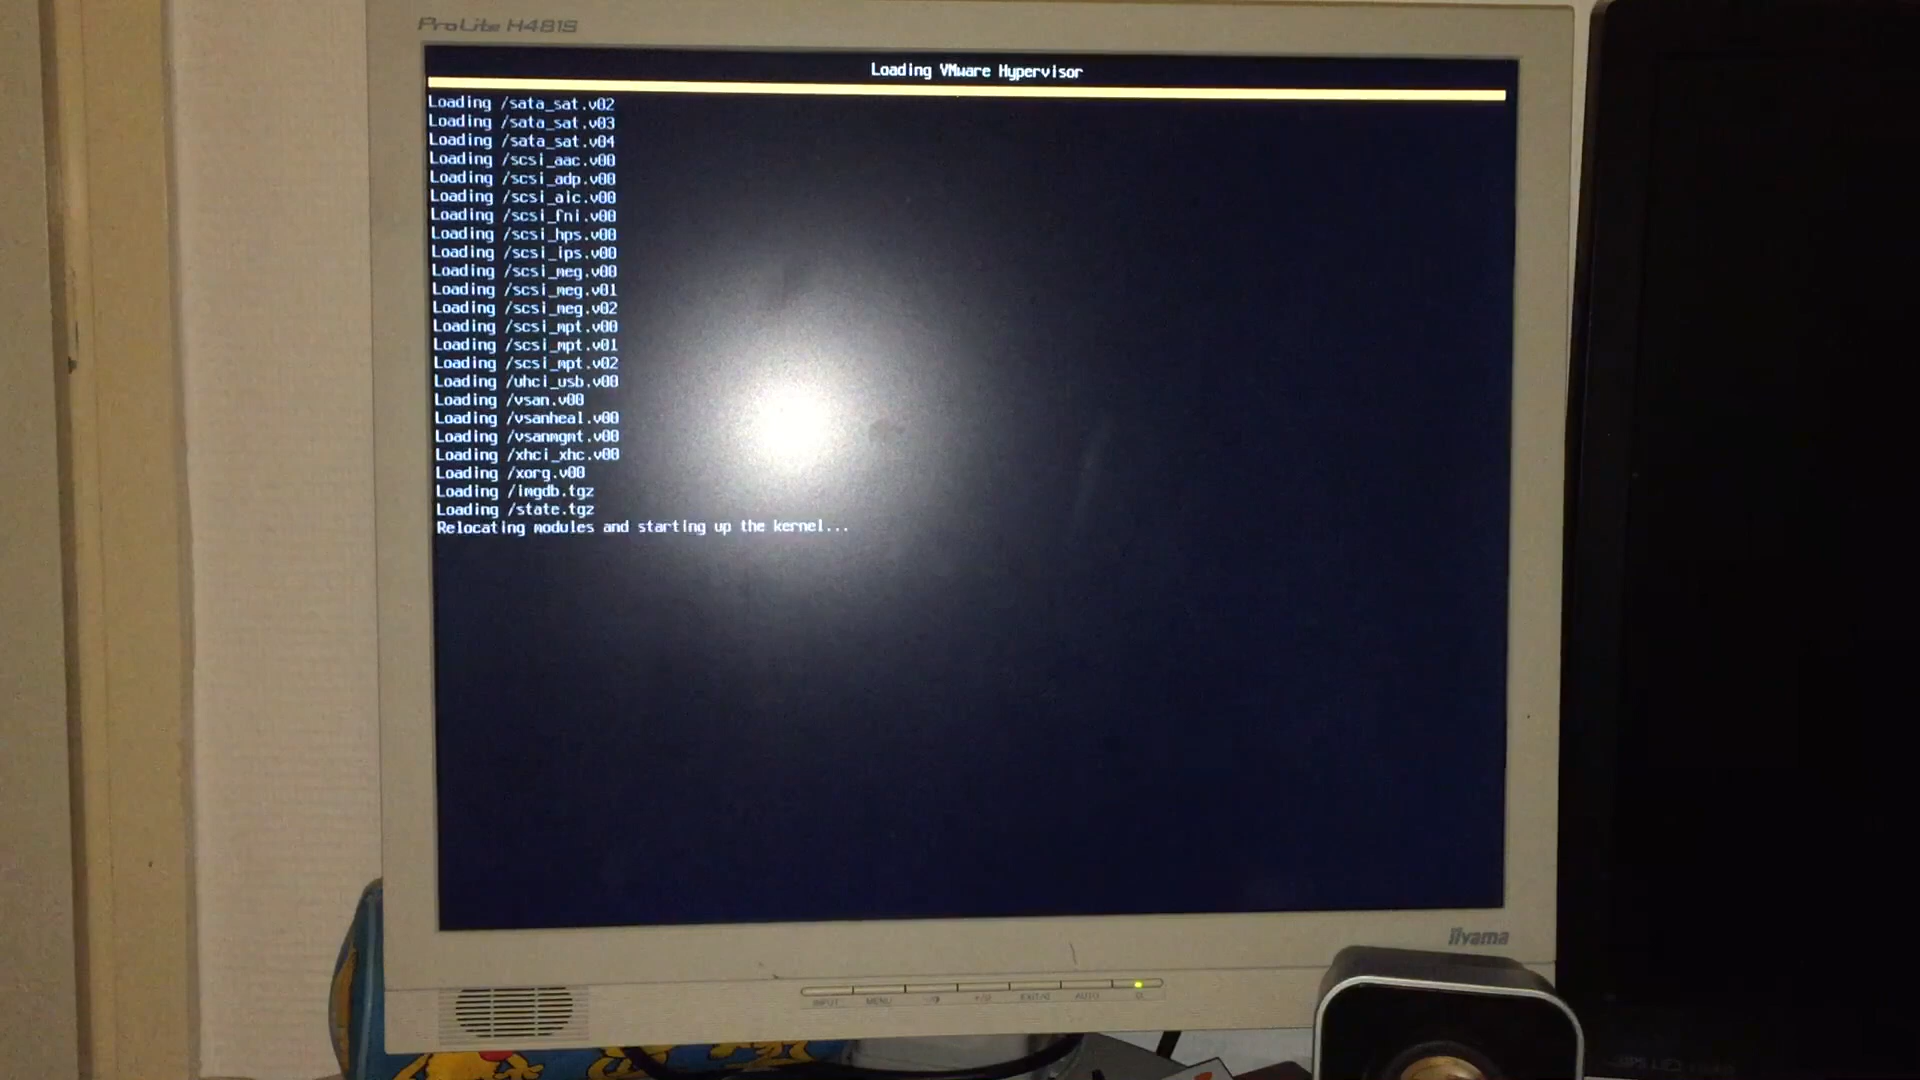 ProLite H481S
Loading VMware Hypervisor
Loading /sata_sat.v02
Loading /sata_sat.v03
Loading /sata_sat.v04
Loading /scsi_aac.v00
Loading /scsi_adp.v00
Loading /scsi_aic.v00
Loading /scsi_fni.v00
Loading /scsi_hps.v00
Loading /scsi_ips.v00
Loading /scsi_meg.v00
Loading /scsi_meg.v01
Loading /scsi_meg.v02
Loading /scsi_mpt.v00
Loading /scsi_mpt.v01
Loading /scsi_mpt.v02
Loading /uhci_usb.v00
Loading /vsan.v00
Loading /vsanheal.v00
Loading /vsanmgmt.v00
Loading /xhci_xhc.v00
Loading /xorg.v00
Loading /imgdb.tgz
Loading /state.tgz
Relocating modules and starting up the kernel...
iiyama
INPUT MENU AUTO